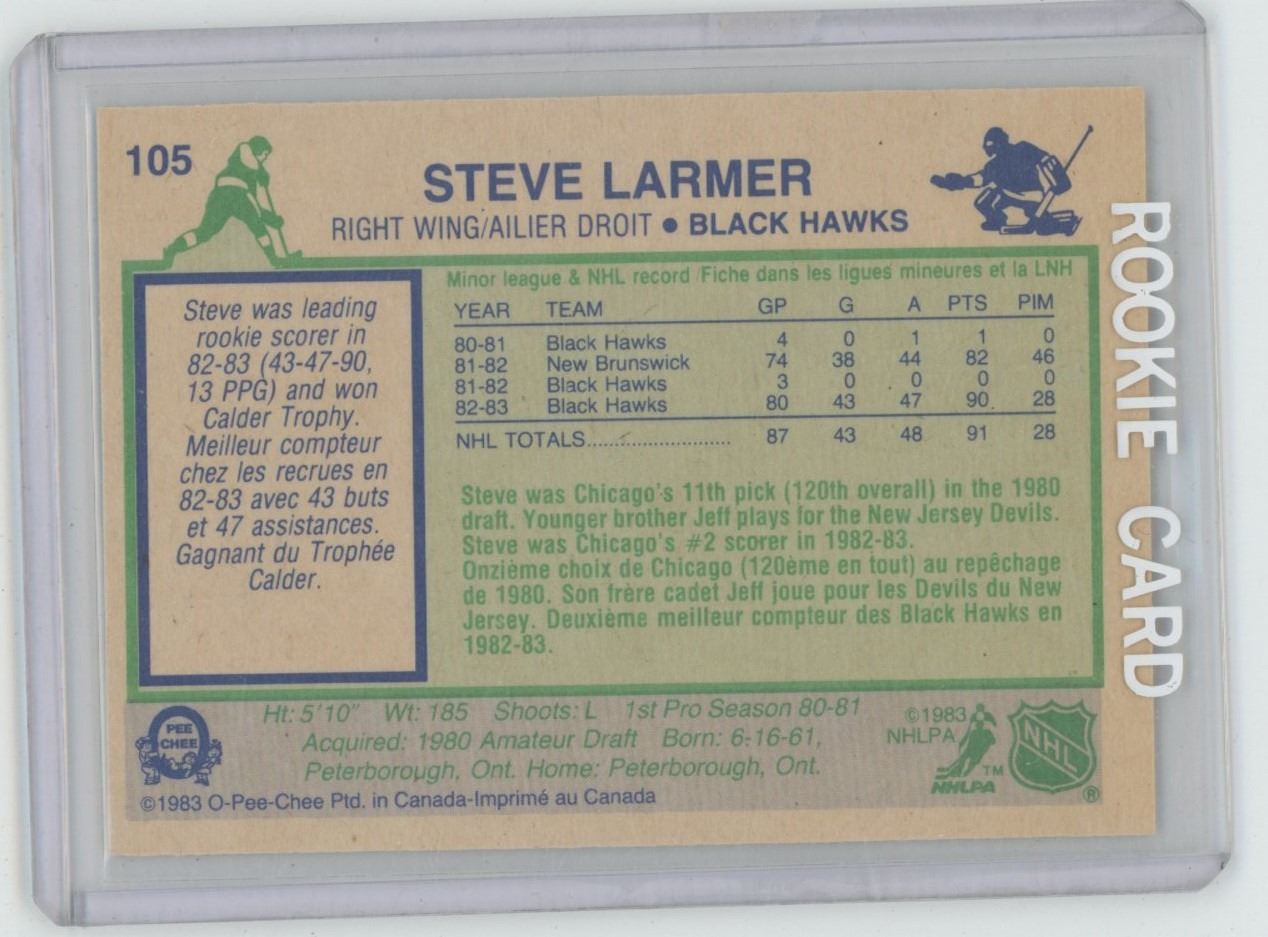 105
STEVE LARMER
RIGHT WING/AILIER DROIT • BLACK HAWKS
Steve was leading
rookie scorer in
82-83 (43-47-90,
13 PPG) and won
Calder Trophy.
Meilleur compteur
chez les recrues en
82-83 avec 43 buts
et 47 assistances.
Gagnant du Trophée
Calder.
Minor league & NHL record/Fiche dans les ligues mineures et la LNH
YEAR TEAM GP G A PTS PIM
80-81 Black Hawks 4 0 1 1 0
81-82 New Brunswick 74 38 44 82 46
81-82 Black Hawks 3 0 0 0 0
82-83 Black Hawks 80 43 47 90 28
NHL TOTALS........................ 87 43 48 91 28
Steve was Chicago's 11th pick (120th overall) in the 1980
draft. Younger brother Jeff plays for the New Jersey Devils.
Steve was Chicago's #2 scorer in 1982-83.
Onzième choix de Chicago (120ème en tout) au repêchage
de 1980. Son frère cadet Jeff joue pour les Devils du New
Jersey. Deuxième meilleur compteur des Black Hawks en
1982-83.
PEE
CHEE
Ht: 5'10" Wt: 185 Shoots: L 1st Pro Season 80-81
Acquired: 1980 Amateur Draft Born: 6-16-61,
Peterborough, Ont. Home: Peterborough, Ont.
©1983 O-Pee-Chee Ptd. in Canada-Imprimé au Canada
©1983
NHLPA
TM
NHLPA
NHL
®
ROOKIE CARD